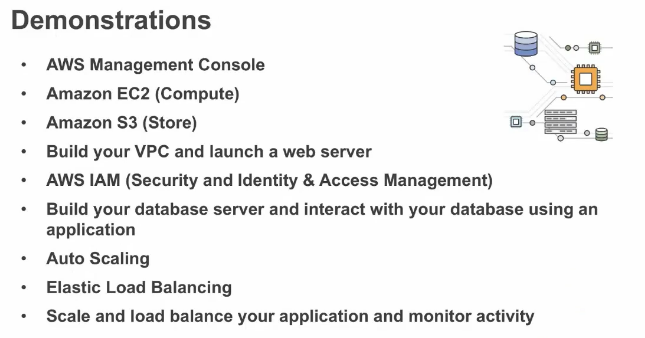 Demonstrations
• AWS Management Console
• Amazon EC2 (Compute)
• Amazon S3 (Store)
• Build your VPC and launch a web server
• AWS IAM (Security and Identity & Access Management)
• Build your database server and interact with your database using an
application
• Auto Scaling
• Elastic Load Balancing
• Scale and load balance your application and monitor activity